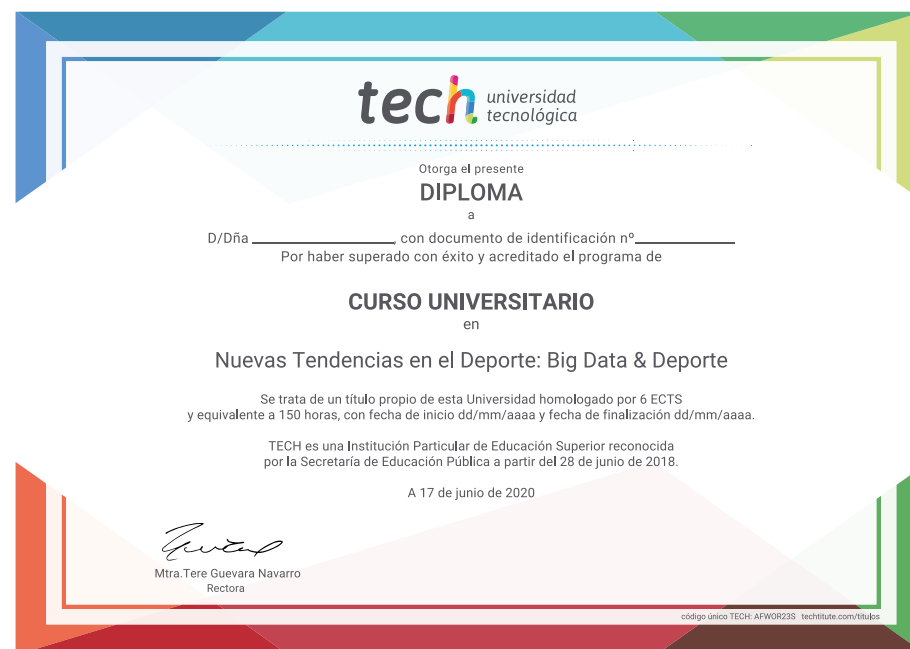 tech universidad
tecnológica
Otorga el presente
DIPLOMA
a
D/Dña ____________________, con documento de identificación nº______________
Por haber superado con éxito y acreditado el programa de
CURSO UNIVERSITARIO
en
Nuevas Tendencias en el Deporte: Big Data & Deporte
Se trata de un título propio de esta Universidad homologado por 6 ECTS
y equivalente a 150 horas, con fecha de inicio dd/mm/aaaa y fecha de finalización dd/mm/aaaa.
TECH es una Institución Particular de Educación Superior reconocida
por la Secretaría de Educación Pública a partir del 28 de junio de 2018.
A 17 de junio de 2020
Mtra.Tere Guevara Navarro
Rectora
código único TECH: AFWOR23S techtitute.com/titulos